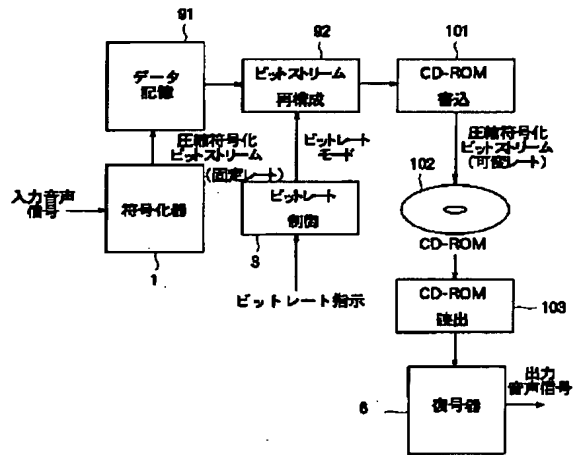 91
92
101
データ
記憶
ビットストリーム
再構成
CD-ROM
書込
圧縮符号化
ビットストリーム
(固定レート)
ビットレート
モード
圧縮符号化
ビットストリーム
(可変レート)
入力音声
信号
符号化器
1
ビットレート
制御
3
ビットレート指示
102
CD-ROM
CD-ROM
読出
103
復号器
6
出力
音声信号